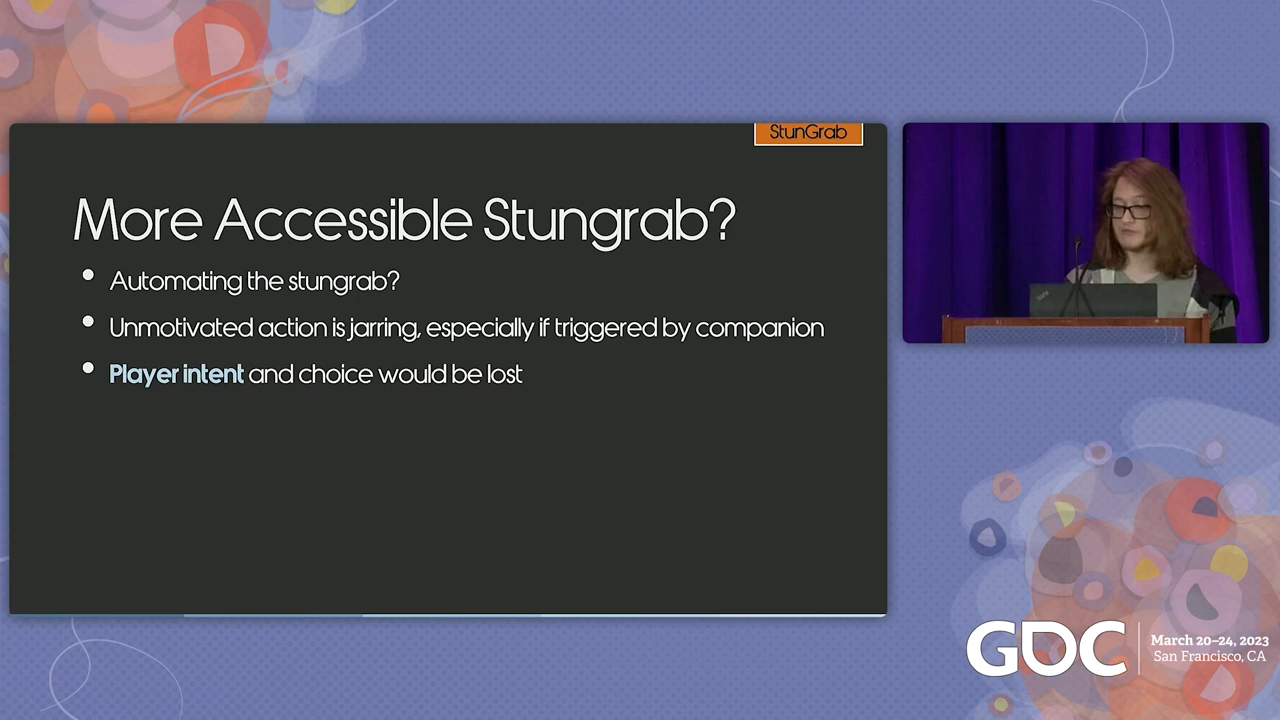 StunGrab
More Accessible Stungrab?
Automating the stungrab?
Unmotivated action is jarring, especially if triggered by companion
Player intent and choice would be lost
GDC
March 20–24, 2023
San Francisco, CA